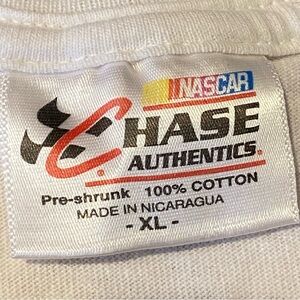 NASCAR
CHASE
AUTHENTICS.
Pre-shrunk 100% COTTON
MADE IN NICARAGUA
- XL -